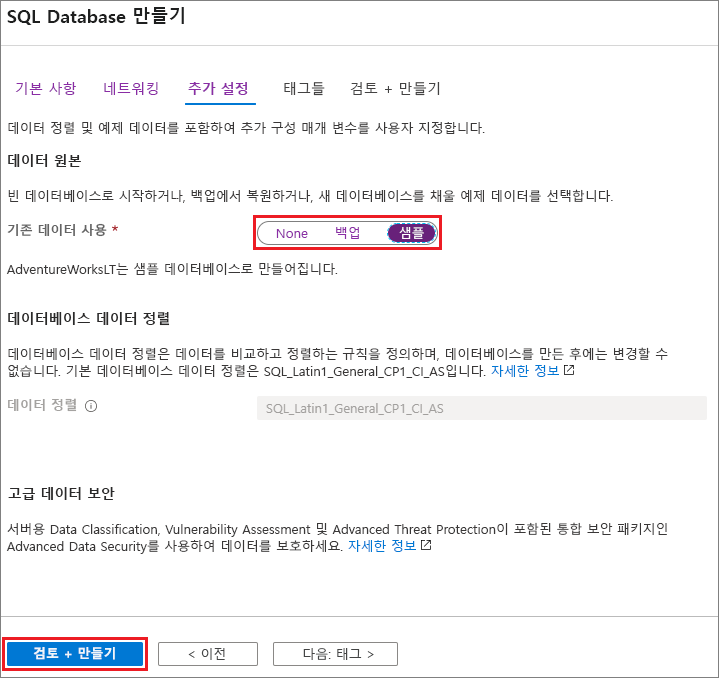 SQL Database 만들기
기본 사항 네트워킹 추가 설정 태그들 검토 + 만들기
데이터 정렬 및 예제 데이터를 포함하여 추가 구성 매개 변수를 사용자 지정합니다.
데이터 원본
빈 데이터베이스로 시작하거나, 백업에서 복원하거나, 새 데이터베이스를 채울 예제 데이터를 선택합니다.
기존 데이터 사용 * None 백업 샘플
AdventureWorksLT는 샘플 데이터베이스로 만들어집니다.
데이터베이스 데이터 정렬
데이터베이스 데이터 정렬은 데이터를 비교하고 정렬하는 규칙을 정의하며, 데이터베이스를 만든 후에는 변경할 수
없습니다. 기본 데이터베이스 데이터 정렬은 SQL_Latin1_General_CP1_CI_AS입니다. 자세한 정보
데이터 정렬 SQL_Latin1_General_CP1_CI_AS
고급 데이터 보안
서버용 Data Classification, Vulnerability Assessment 및 Advanced Threat Protection이 포함된 통합 보안 패키지인
Advanced Data Security를 사용하여 데이터를 보호하세요. 자세한 정보
검토 + 만들기 < 이전 다음: 태그 >